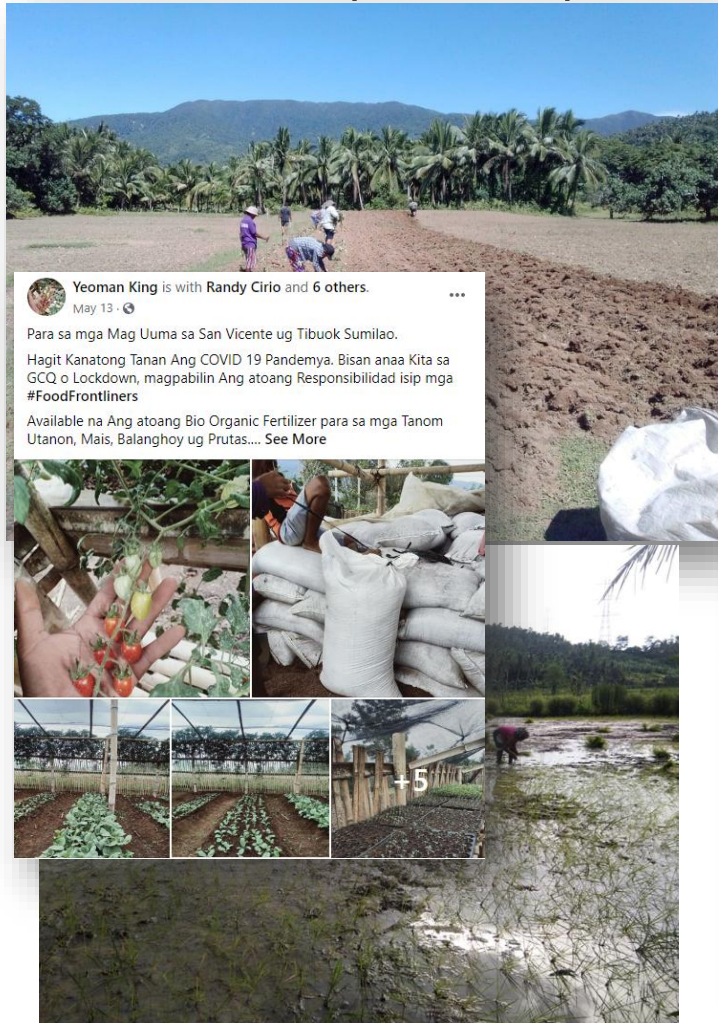 Yeoman King is with Randy Cirio and 6 others.
May 13 ·
Para sa mga Mag Uuma sa San Vicente ug Tibuok Sumilao.
Hagit Kanatong Tanan Ang COVID 19 Pandemya. Bisan anaa Kita sa
GCQ o Lockdown, magpabilin Ang atoang Responsibilidad isip mga
#FoodFrontliners
Available na Ang atoang Bio Organic Fertilizer para sa mga Tanom
Utanon, Mais, Balanghoy ug Prutas.... See More
+5